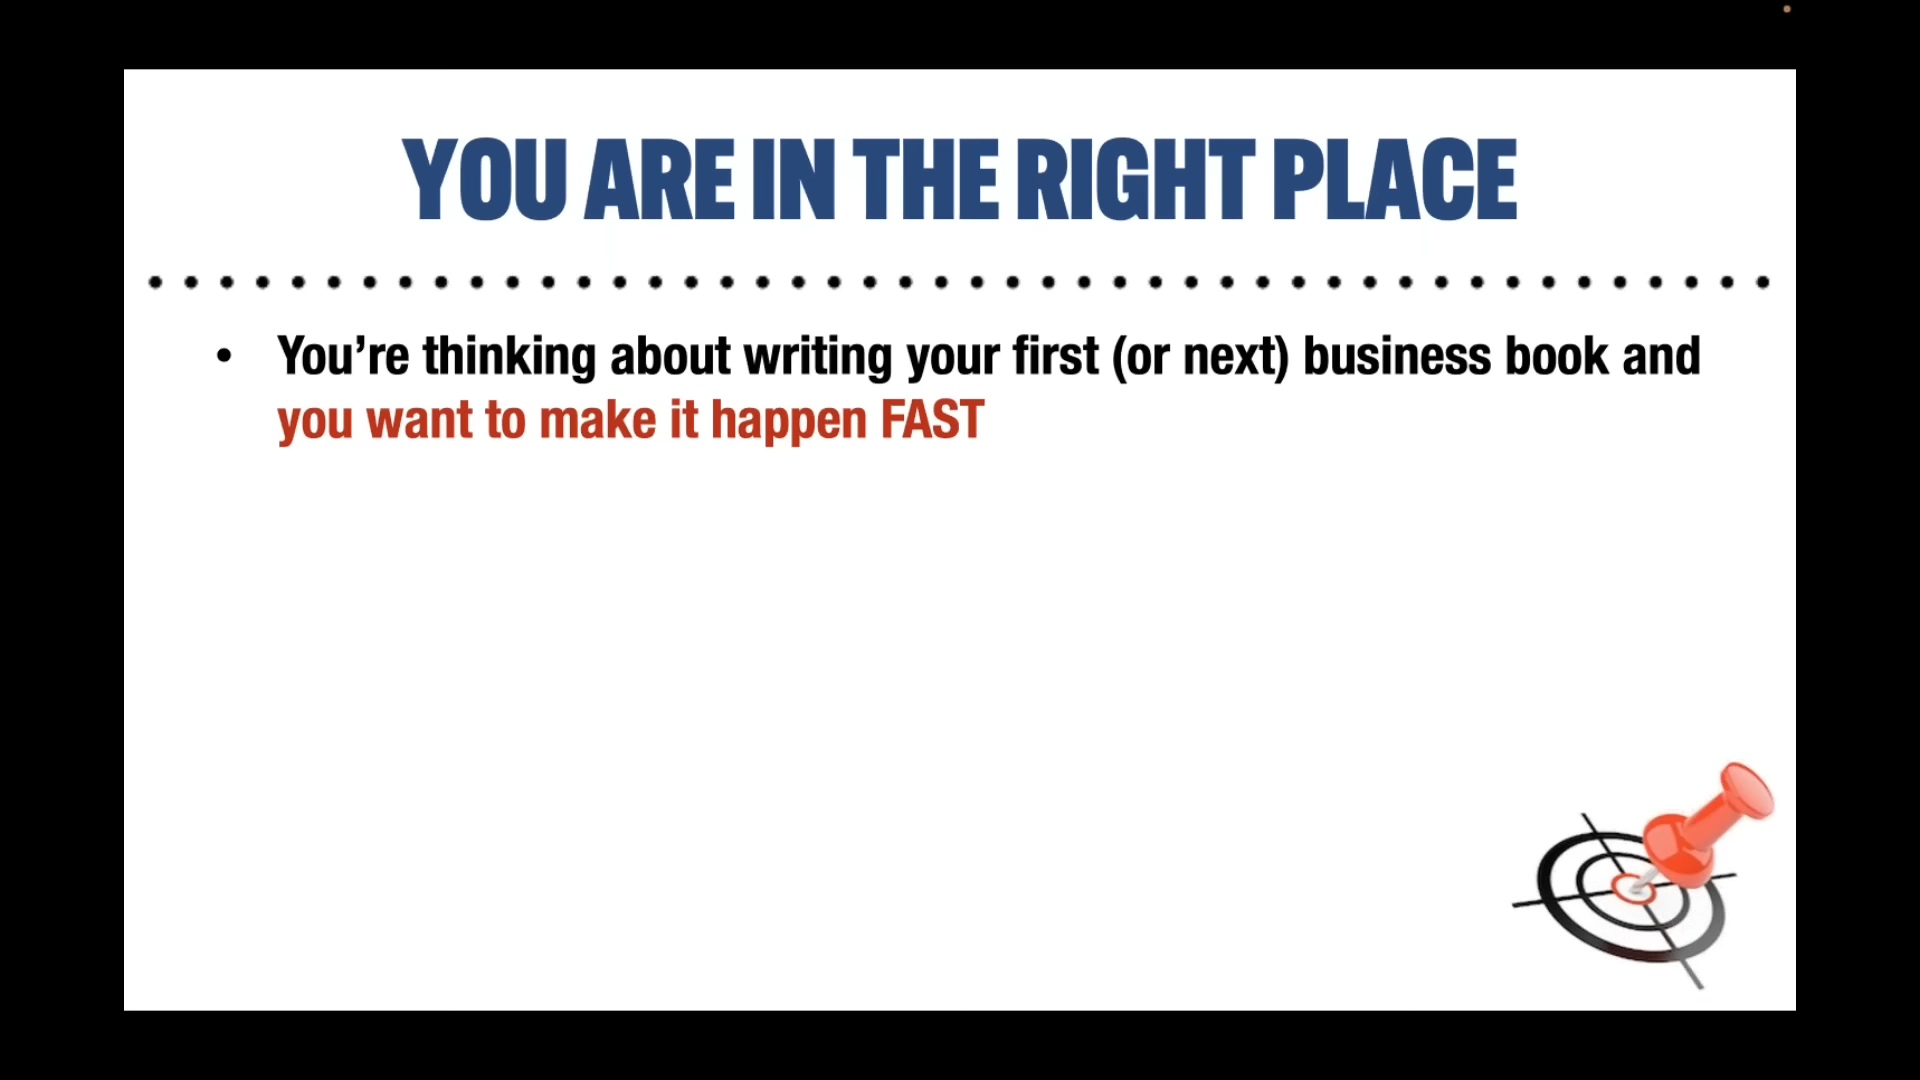 YOU ARE IN THE RIGHT PLACE
• You’re thinking about writing your first (or next) business book and
you want to make it happen FAST